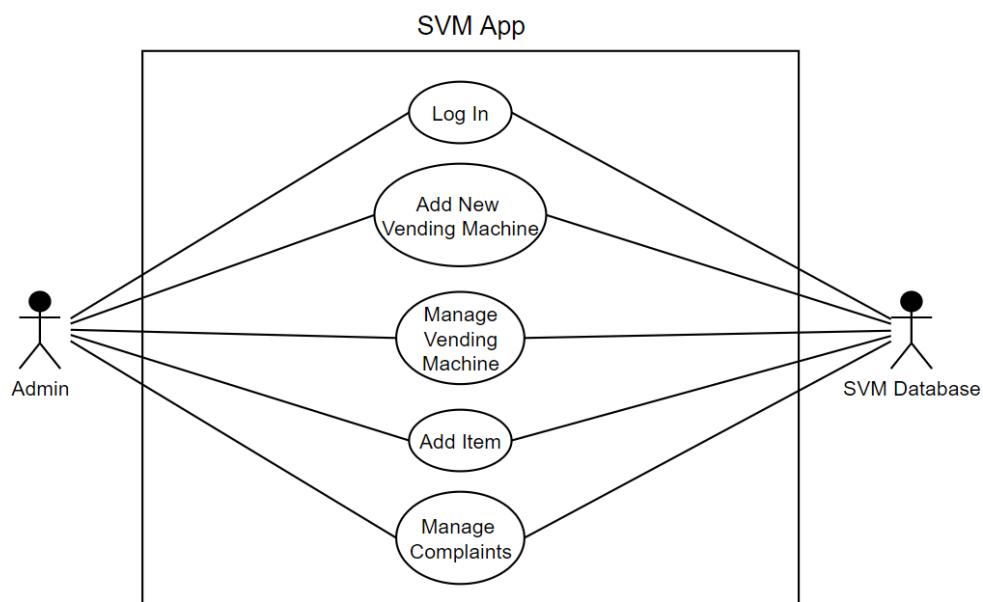 SVM App
Log In
Add New
Vending Machine
Manage
Vending
Machine
Admin
SVM Database
Add Item
Manage
Complaints